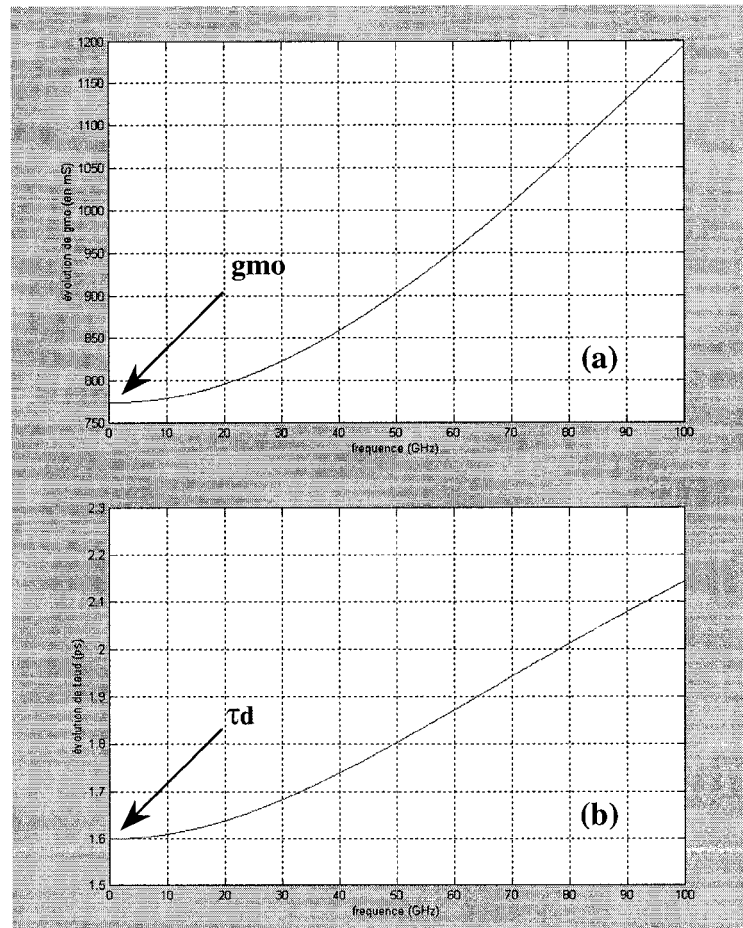 1200
1150
1100
1050
1000
950
900
850
800
750
évolution de gmo (en mS)
gmo
(a)
0 10 20 30 40 50 60 70 80 90 100
frequence (GHz)
2.3
2.2
2.1
2
1.9
1.8
1.7
1.6
1.5
évolution de taud (ps)
τd
(b)
0 10 20 30 40 50 60 70 80 90 100
frequence (GHz)